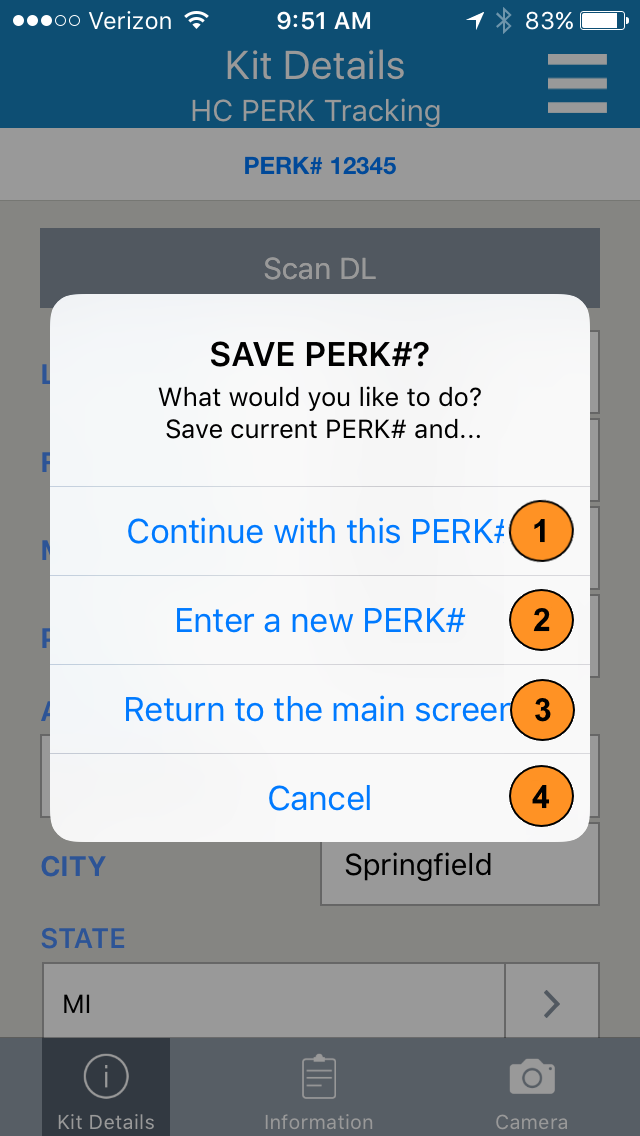 Verizon 9:51 AM 83%
Kit Details
HC PERK Tracking
PERK# 12345
Scan DL
SAVE PERK#?
What would you like to do?
Save current PERK# and...
Continue with this PERK# 1
Enter a new PERK# 2
Return to the main screen 3
Cancel 4
CITY Springfield
STATE
MI
Kit Details Information Camera